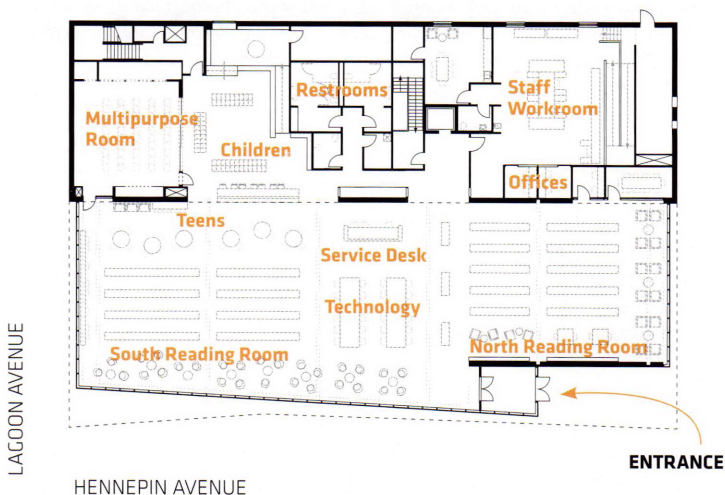 Restrooms
Staff
Workroom
Multipurpose
Room
Children
Offices
Teens
Service Desk
Technology
South Reading Room
North Reading Room
LAGOON AVENUE
ENTRANCE
HENNEPIN AVENUE